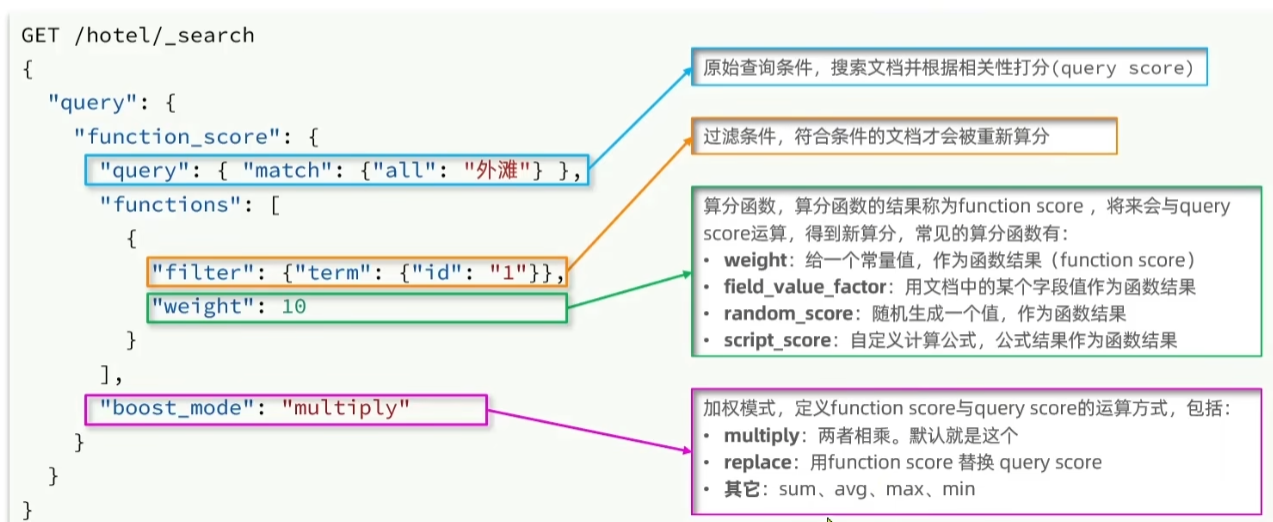 GET /hotel/_search
{
"query": {
"function_score": {
"query": { "match": {"all": "外滩"} },
"functions": [
{
"filter": {"term": {"id": "1"}},
"weight": 10
}
],
"boost_mode": "multiply"
}
}
}
原始查询条件，搜索文档并根据相关性打分(query score)
过滤条件，符合条件的文档才会被重新算分
算分函数，算分函数的结果称为function score ，将来会与query
score运算，得到新算分，常见的算分函数有：
• weight：给一个常量值，作为函数结果（function score）
• field_value_factor：用文档中的某个字段值作为函数结果
• random_score：随机生成一个值，作为函数结果
• script_score：自定义计算公式，公式结果作为函数结果
加权模式，定义function score与query score的运算方式，包括：
• multiply：两者相乘。默认就是这个
• replace：用function score 替换 query score
• 其它：sum、avg、max、min